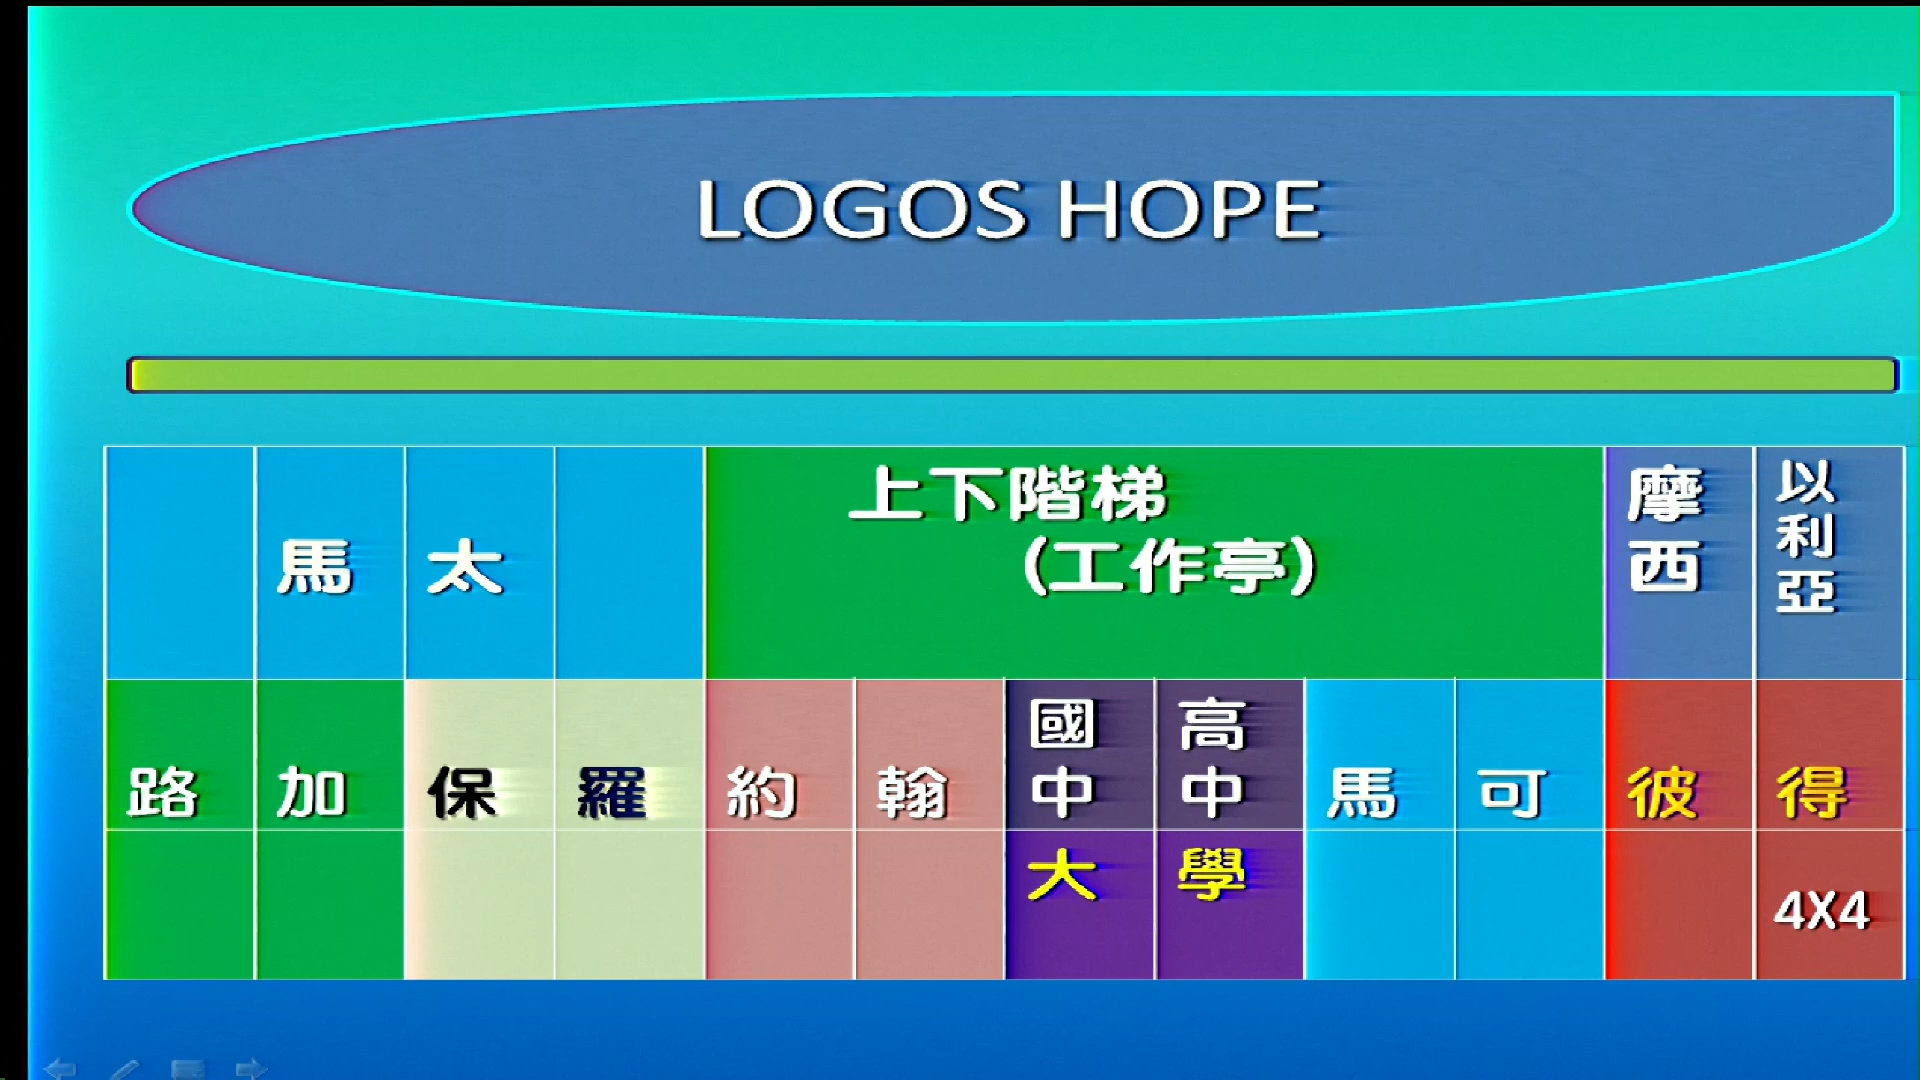 LOGOS HOPE
馬太
上下階梯
(工作亭)
摩西
以利亞
路加
保羅
約翰
國中
高中
馬可
彼得
大學
4X4